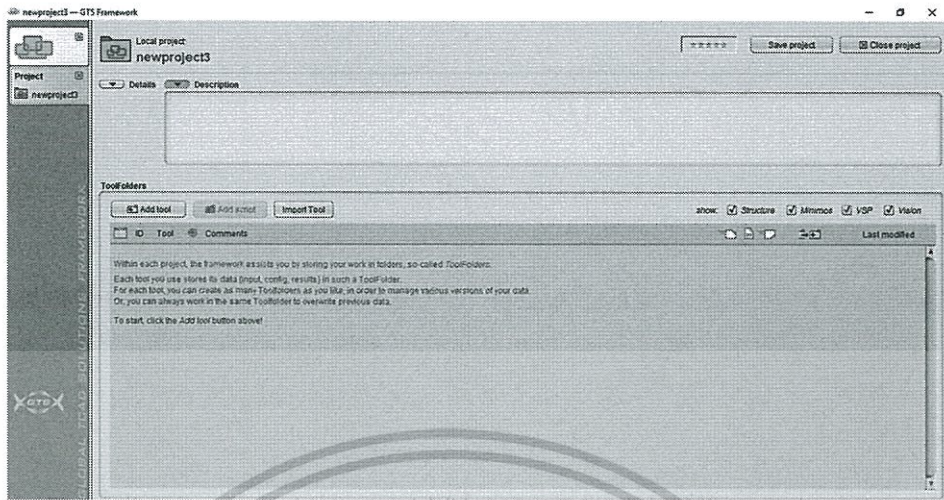 newproject3 — GTS Framework
Local project
newproject3
★★★★★
Save project
Close project
Project
newproject3
Details
Description
ToolFolders
Add tool
Add script
Import Tool
show:
Structure
Minimos
VSP
Vision
ID Tool Comments
Last modified
Within each project, the framework assists you by storing your work in folders, so-called ToolFolders.
Each tool you use stores its data (input, config, results) in such a ToolFolder.
For each tool, you can create as many Toolfolders as you like, in order to manage various versions of your data.
Or, you can always work in the same Toolfolder to overwrite previous data.
To start, click the Add tool button above!
GLOBAL TCAD SOLUTIONS FRAMEWORK
GTS